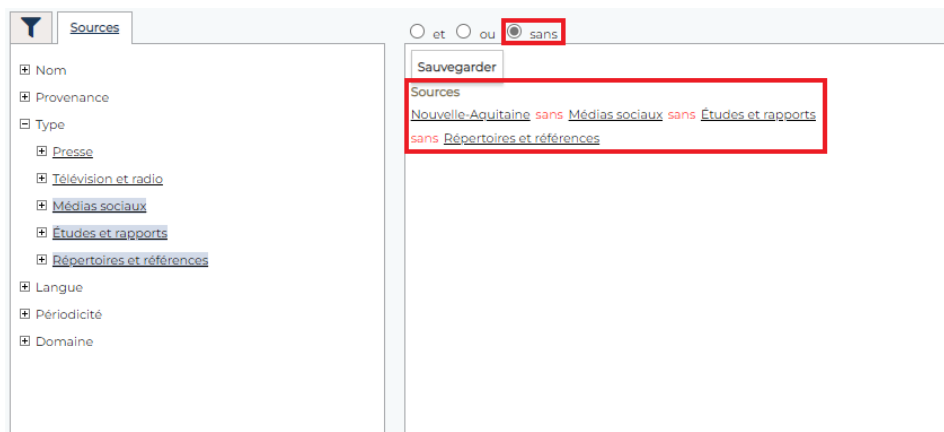 Sources
Nom
Provenance
Type
Presse
Télévision et radio
Médias sociaux
Études et rapports
Répertoires et références
Langue
Périodicité
Domaine
et ou sans
Sauvegarder
Sources
Nouvelle-Aquitaine sans Médias sociaux sans Études et rapports
sans Répertoires et références